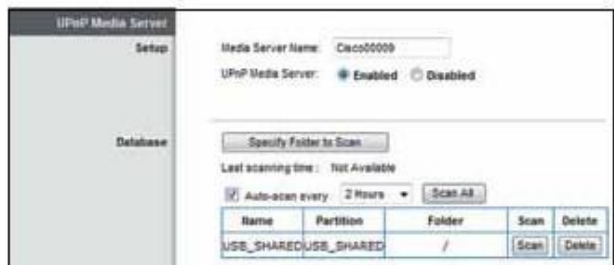 UPnP Media Server
Setup
Media Server Name: Cisco00009
UPnP Media Server: Enabled Disabled
Database
Specify Folder to Scan
Last scanning time : Not Available
Auto-scan every 2 Hours Scan All
Name Partition Folder Scan Delete
USB_SHARED USB_SHARED / Scan Delete